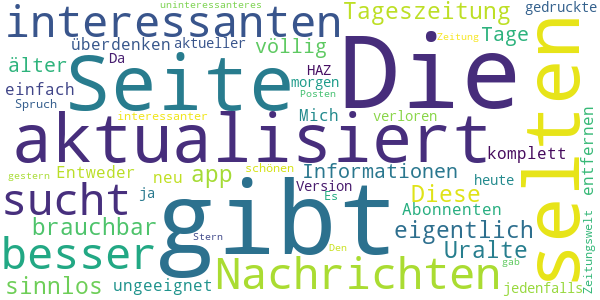 uninteressanteres
interessanten
Tageszeitung
gedruckte
überdenken
aktueller
völlig
Zeitung
Tage
älter
Da
HAZ
Seite
Die
selten
einfach
morgen
Posten
Spruch
interessanter
Mich
verloren
aktualisiert
komplett
entfernen
gestern
Entweder
neu
app
schönen
Informationen
heute
sucht
ja
gibt
Version
Es
Diese
Abonnenten
Zeitungswelt
brauchbar
Stern
eigentlich
besser
Den
Uralte
gab
sinnlos
ungeeignet
Nachrichten
jedenfalls